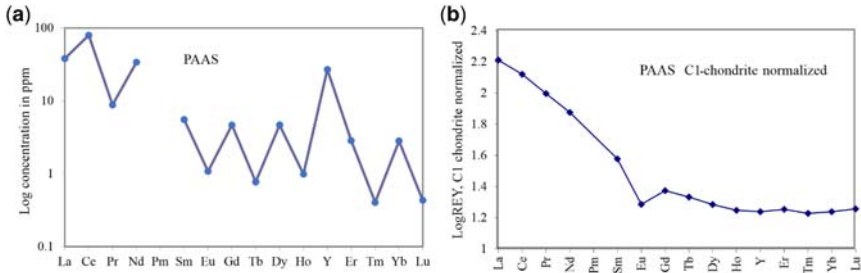 (a)
100
10
1
0.1
Log concentration in ppm
PAAS
La Ce Pr Nd Pm Sm Eu Gd Tb Dy Ho Y Er Tm Yb Lu
(b)
2.4
2.2
2
1.8
1.6
1.4
1.2
1
LogREY, C1 chondrite normalized
PAAS C1-chondrite normalized
La Ce Pr Nd Pm Sm Eu Gd Tb Dy Ho Y Er Tm Yb Lu